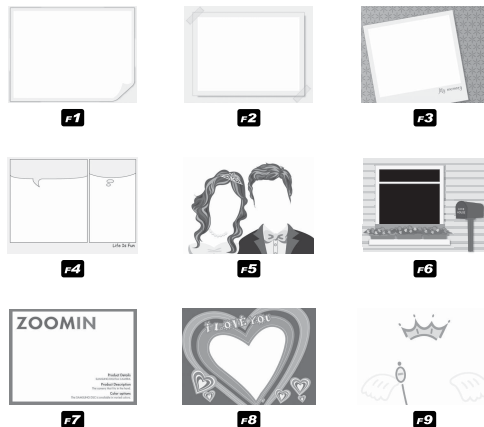 My memory
F1
F2
F3
Life Is Fun
F4
F5
F6
ZOOMIN
Product Details
Product Description
Color options
F7
I LOVE YOU
F8
F9